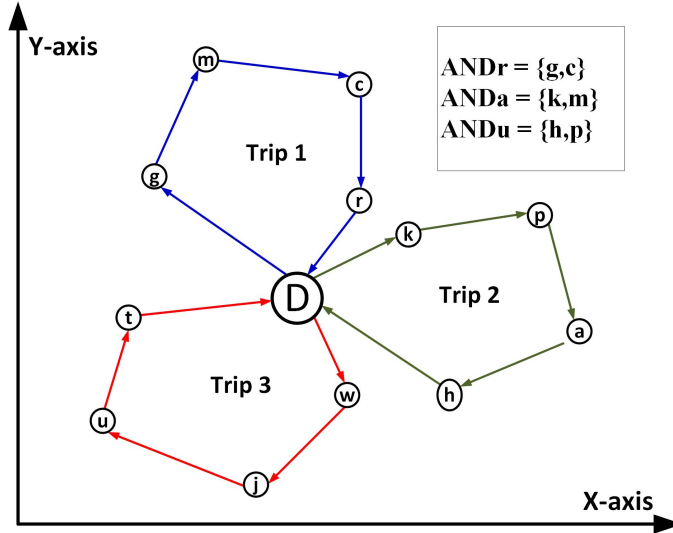 Y-axis
m
c
ANDr = {g,c}
ANDa = {k,m}
ANDu = {h,p}
Trip 1
g
r
k
p
D
Trip 2
t
a
Trip 3
w
h
u
j
X-axis